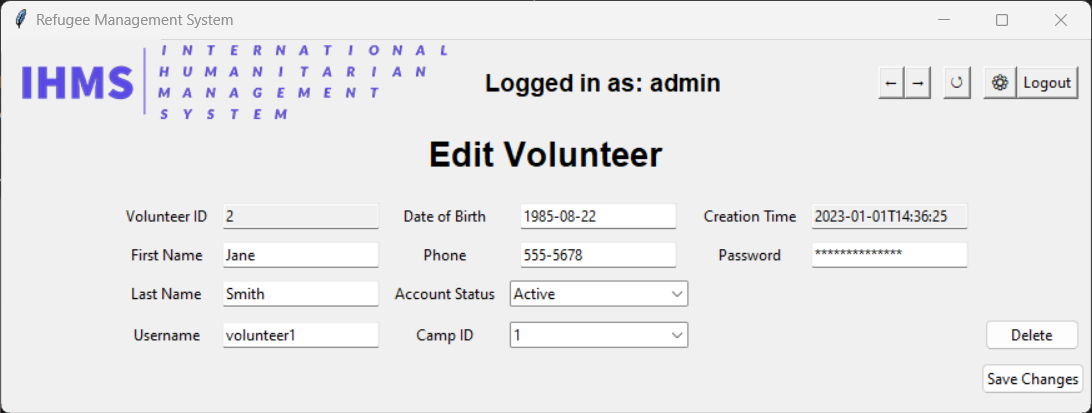 Refugee Management System
IHMS
INTERNATIONAL
HUMANITARIAN
MANAGEMENT
SYSTEM
Logged in as: admin
← → ↺ Logout
Edit Volunteer
Volunteer ID 2 Date of Birth 1985-08-22 Creation Time 2023-01-01T14:36:25
First Name Jane Phone 555-5678 Password **************
Last Name Smith Account Status Active
Username volunteer1 Camp ID 1 Delete
Save Changes